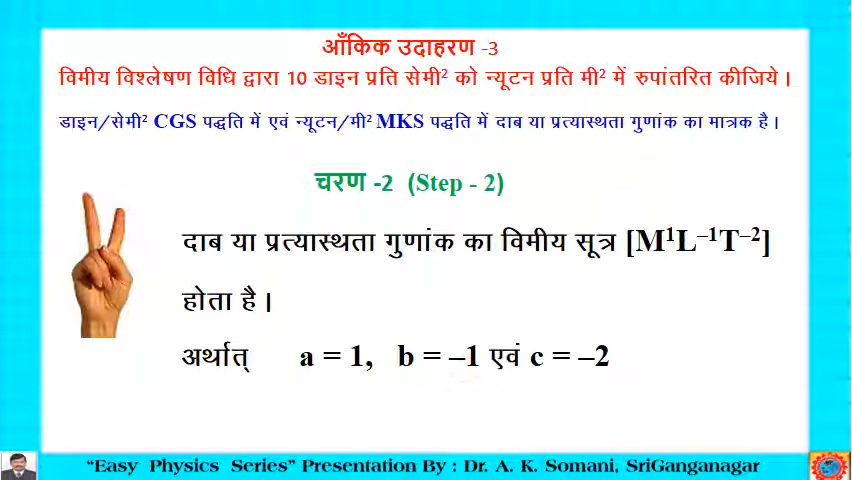 आँकिक उदाहरण -3
विमीय विश्लेषण विधि द्वारा 10 डाइन प्रति सेमी² को न्यूटन प्रति मी² में रुपांतरित कीजिये ।
डाइन/सेमी² CGS पद्धति में एवं न्यूटन/मी² MKS पद्धति में दाब या प्रत्यास्थता गुणांक का मात्रक है ।
चरण -2 (Step - 2)
दाब या प्रत्यास्थता गुणांक का विमीय सूत्र [M¹L⁻¹T⁻²]
होता है ।
अर्थात् a = 1, b = –1 एवं c = –2
“Easy Physics Series” Presentation By : Dr. A. K. Somani, SriGanganagar